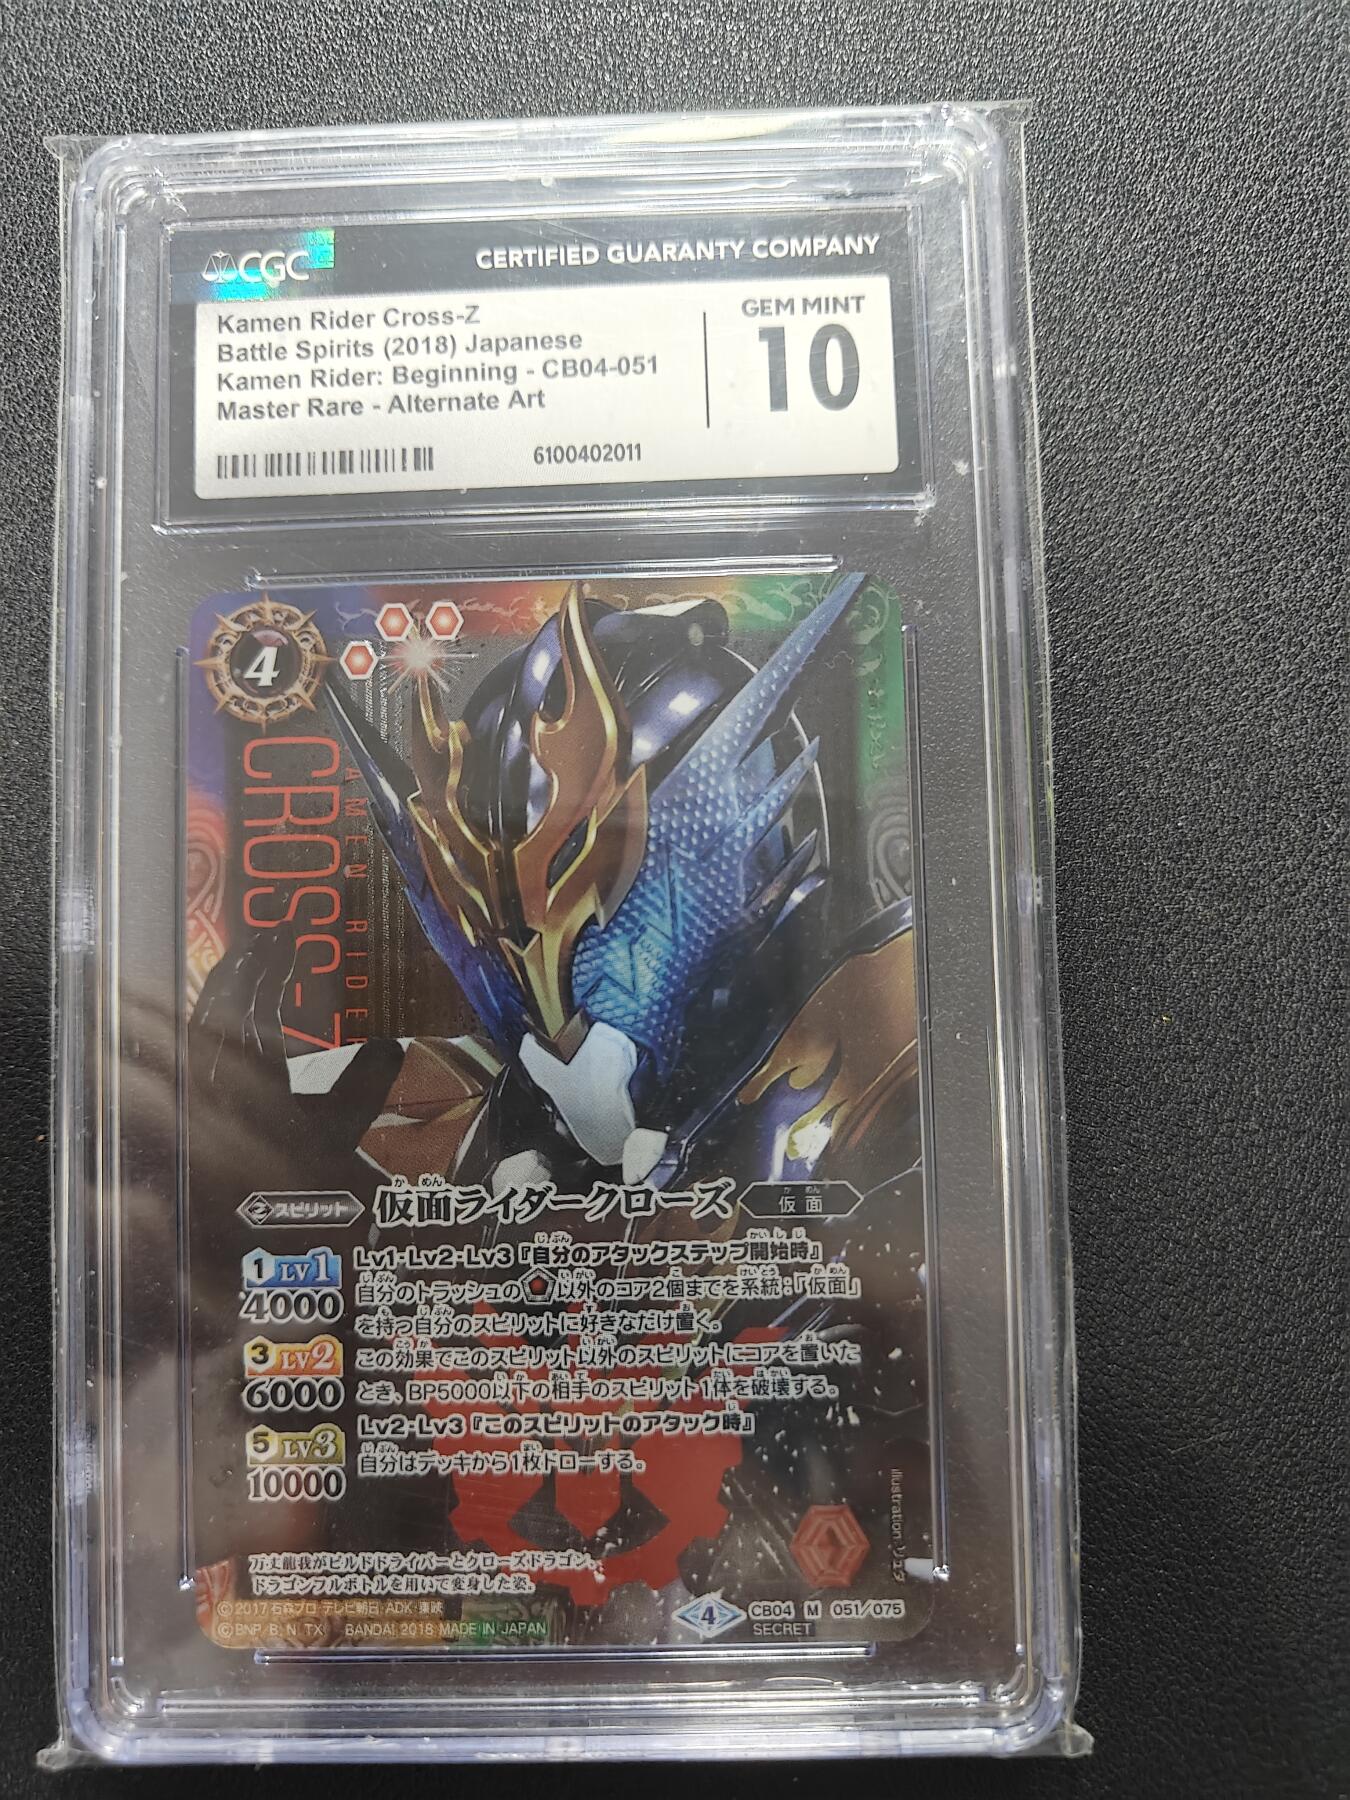 CGC
CERTIFIED GUARANTY COMPANY
Kamen Rider Cross-Z
Battle Spirits (2018) Japanese
Kamen Rider: Beginning - CB04-051
Master Rare - Alternate Art
GEM MINT
10
6100402011
4
CROSS-Z
KAMEN RIDER
スピリット
仮面ライダークローズ
仮面
1 LV1
4000
3 LV2
6000
5 LV3
10000
Lv1・Lv2・Lv3『自分のアタックステップ開始時』
自分のトラッシュの以外のコア2個までを系統：「仮面」
を持つ自分のスピリットに好きなだけ置く。
この効果でこのスピリット以外のスピリットにコアを置いた
とき、BP5000以下の相手のスピリット1体を破壊する。
Lv2・Lv3『このスピリットのアタック時』
自分はデッキから1枚ドローする。
万丈龍我がビルドドライバーとクローズドラゴン、
ドラゴンフルボトルを用いて変身した姿。
©2017 石森プロ・テレビ朝日・ADK・東映
©BNP/B, N, TX BANDAI 2018 MADE IN JAPAN
4
CB04 M 051/075
SECRET
Illustration